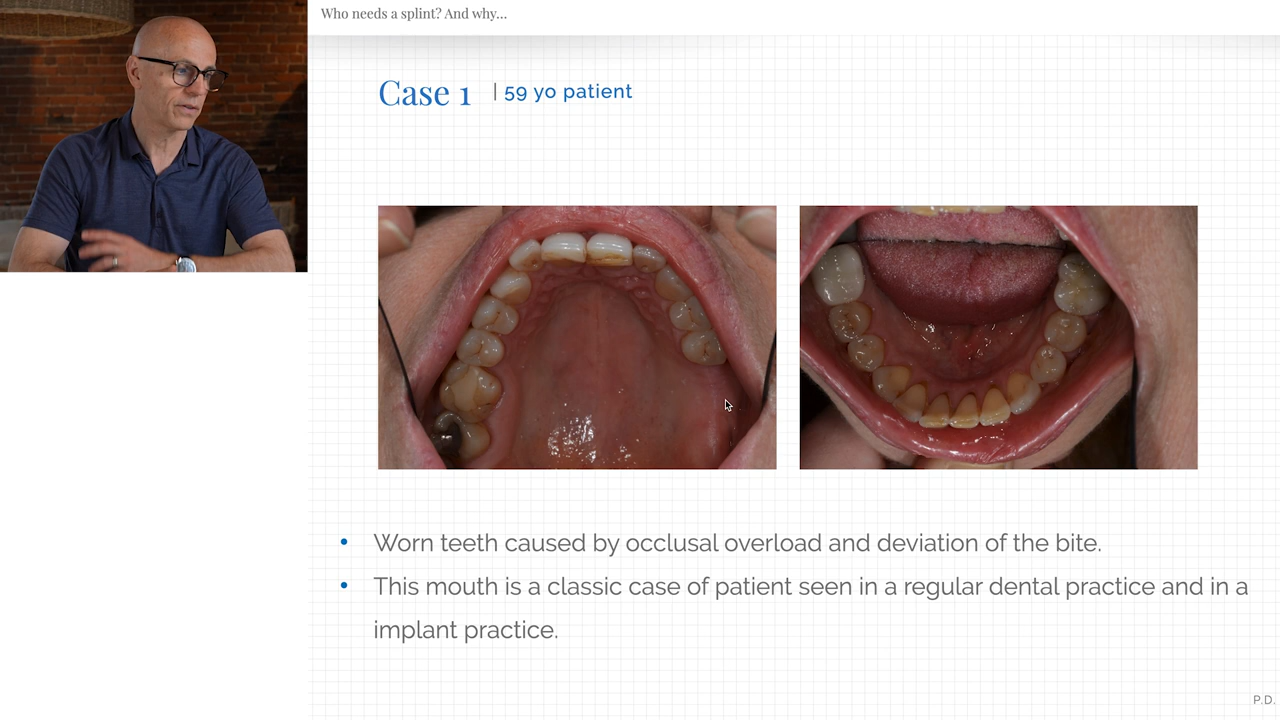 Who needs a splint? And why...
Case 1 | 59 yo patient
• Worn teeth caused by occlusal overload and deviation of the bite.
• This mouth is a classic case of patient seen in a regular dental practice and in a
implant practice.
P.D.